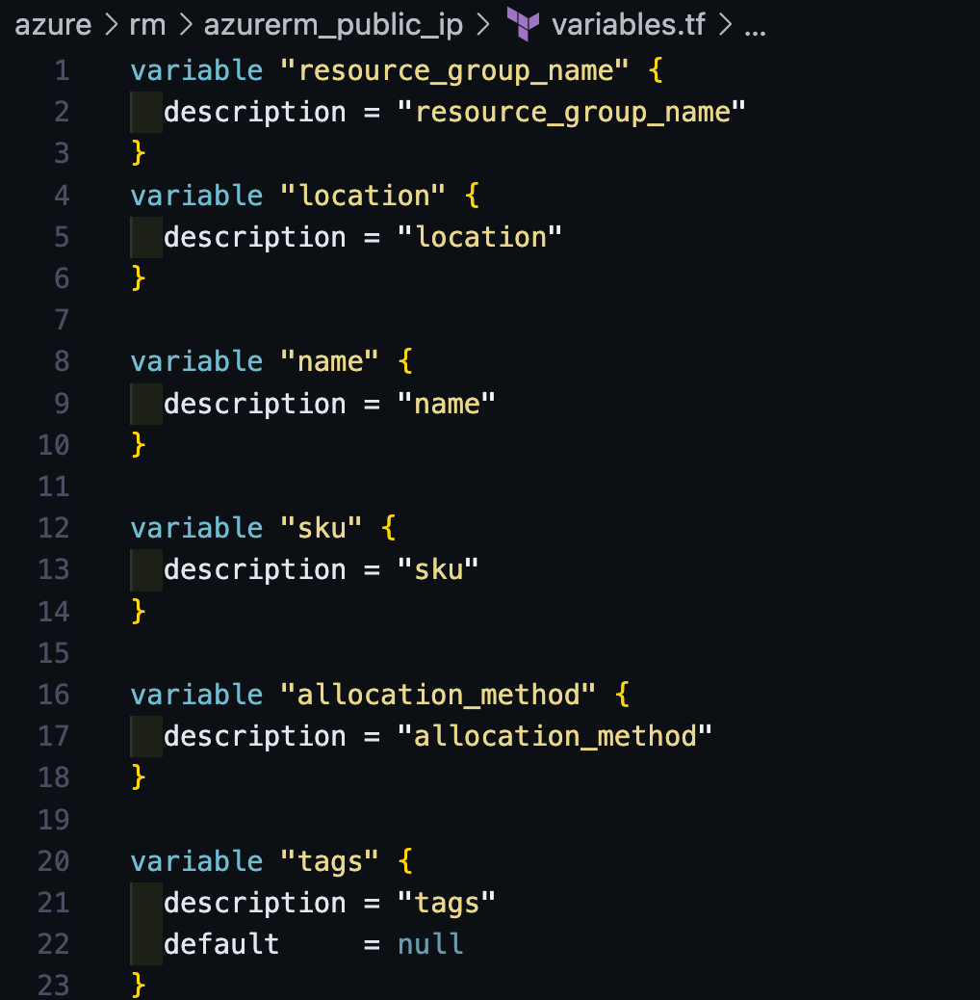 azure > rm > azurerm_public_ip > variables.tf > ...
1 variable "resource_group_name" {
2 description = "resource_group_name"
3 }
4 variable "location" {
5 description = "location"
6 }
7
8 variable "name" {
9 description = "name"
10 }
11
12 variable "sku" {
13 description = "sku"
14 }
15
16 variable "allocation_method" {
17 description = "allocation_method"
18 }
19
20 variable "tags" {
21 description = "tags"
22 default     = null
23 }